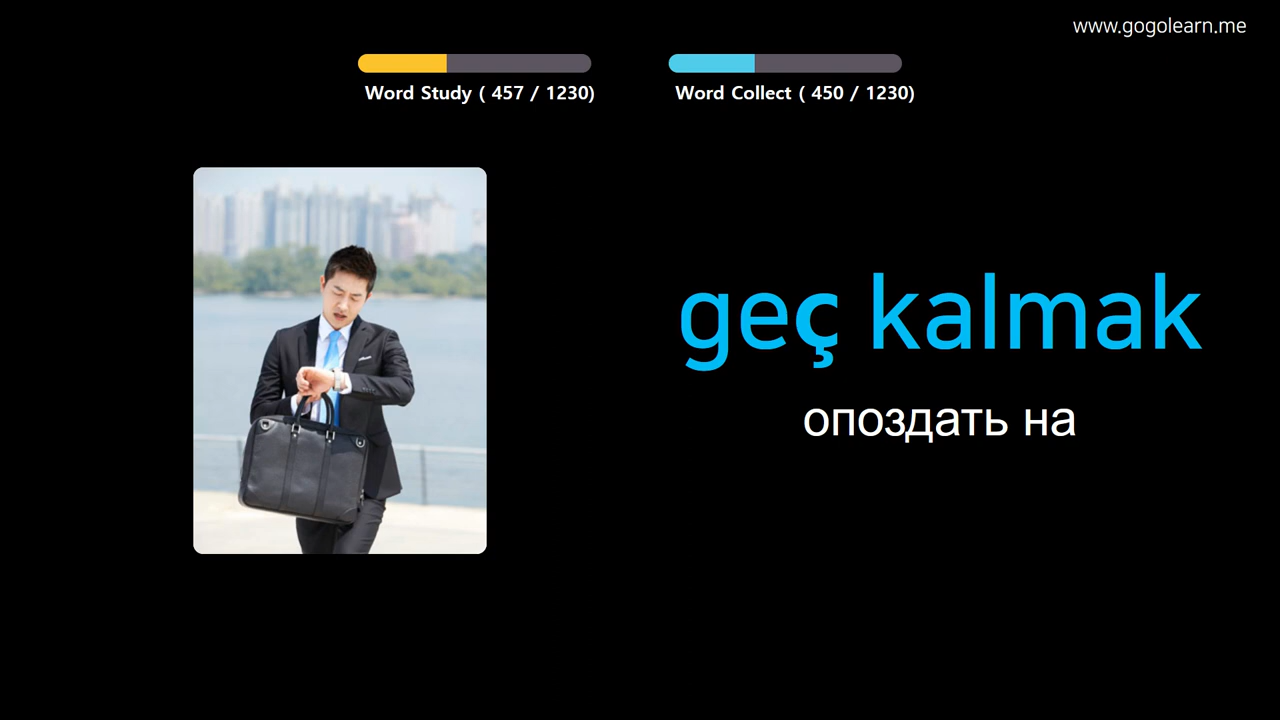 www.gogolearn.me
Word Study ( 457 / 1230)
Word Collect ( 450 / 1230)
geç kalmak
опоздать на